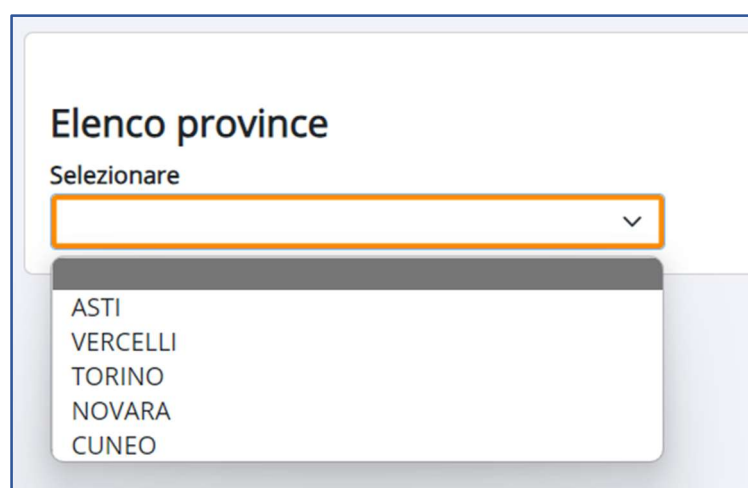 Elenco province
Selezionare
ASTI
VERCELLI
TORINO
NOVARA
CUNEO